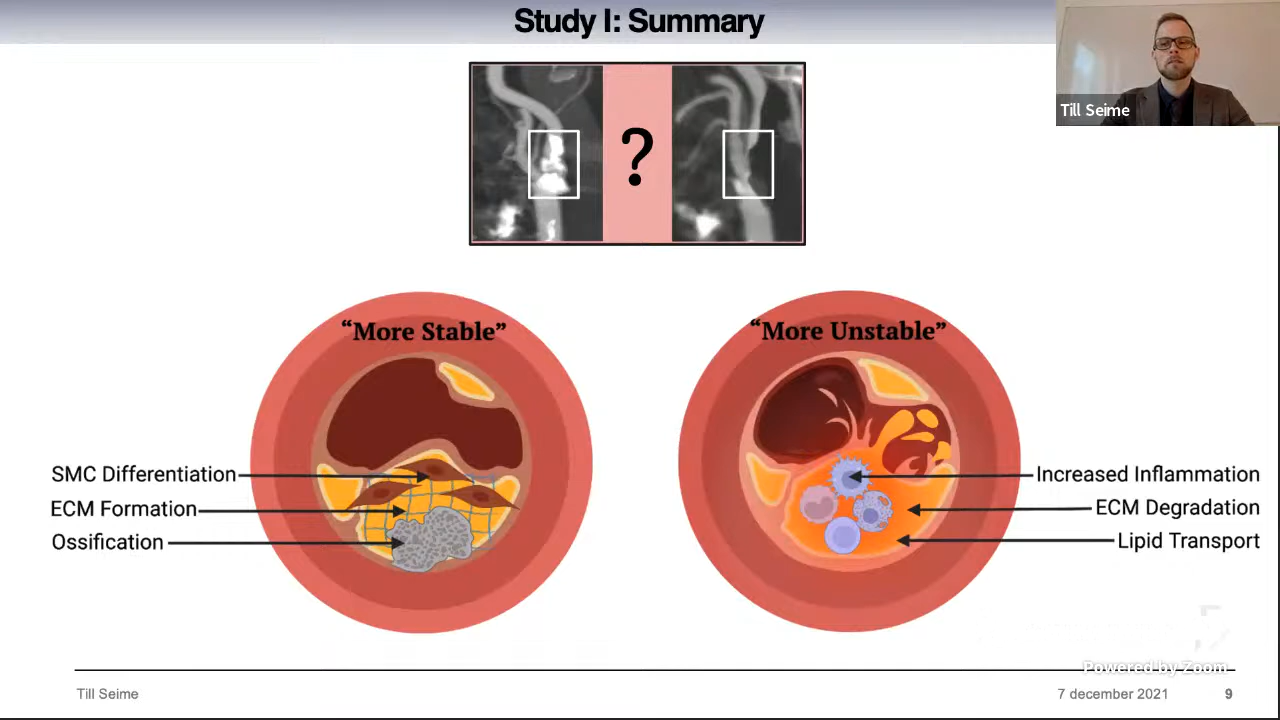 Study I: Summary
Till Seime
?
“More Stable”
“More Unstable”
SMC Differentiation
ECM Formation
Ossification
Increased Inflammation
ECM Degradation
Lipid Transport
Powered by Zoom
Till Seime
7 december 2021
9